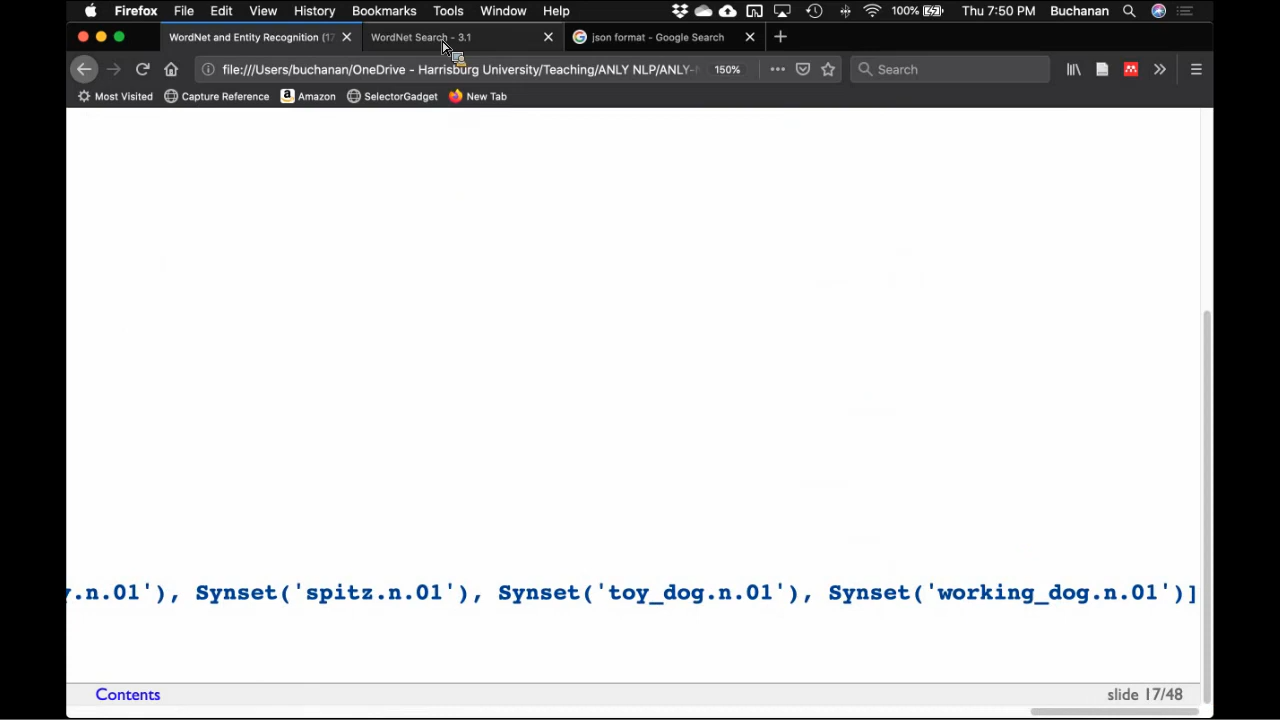 Firefox File Edit View History Bookmarks Tools Window Help 100% Thu 7:50 PM Buchanan
WordNet and Entity Recognition (17 WordNet Search - 3.1 json format - Google Search
file:///Users/buchanan/OneDrive - Harrisburg University/Teaching/ANLY NLP/ANLY- 150% Search
Most Visited Capture Reference Amazon SelectorGadget New Tab
y.n.01'), Synset('spitz.n.01'), Synset('toy_dog.n.01'), Synset('working_dog.n.01')]
Contents slide 17/48